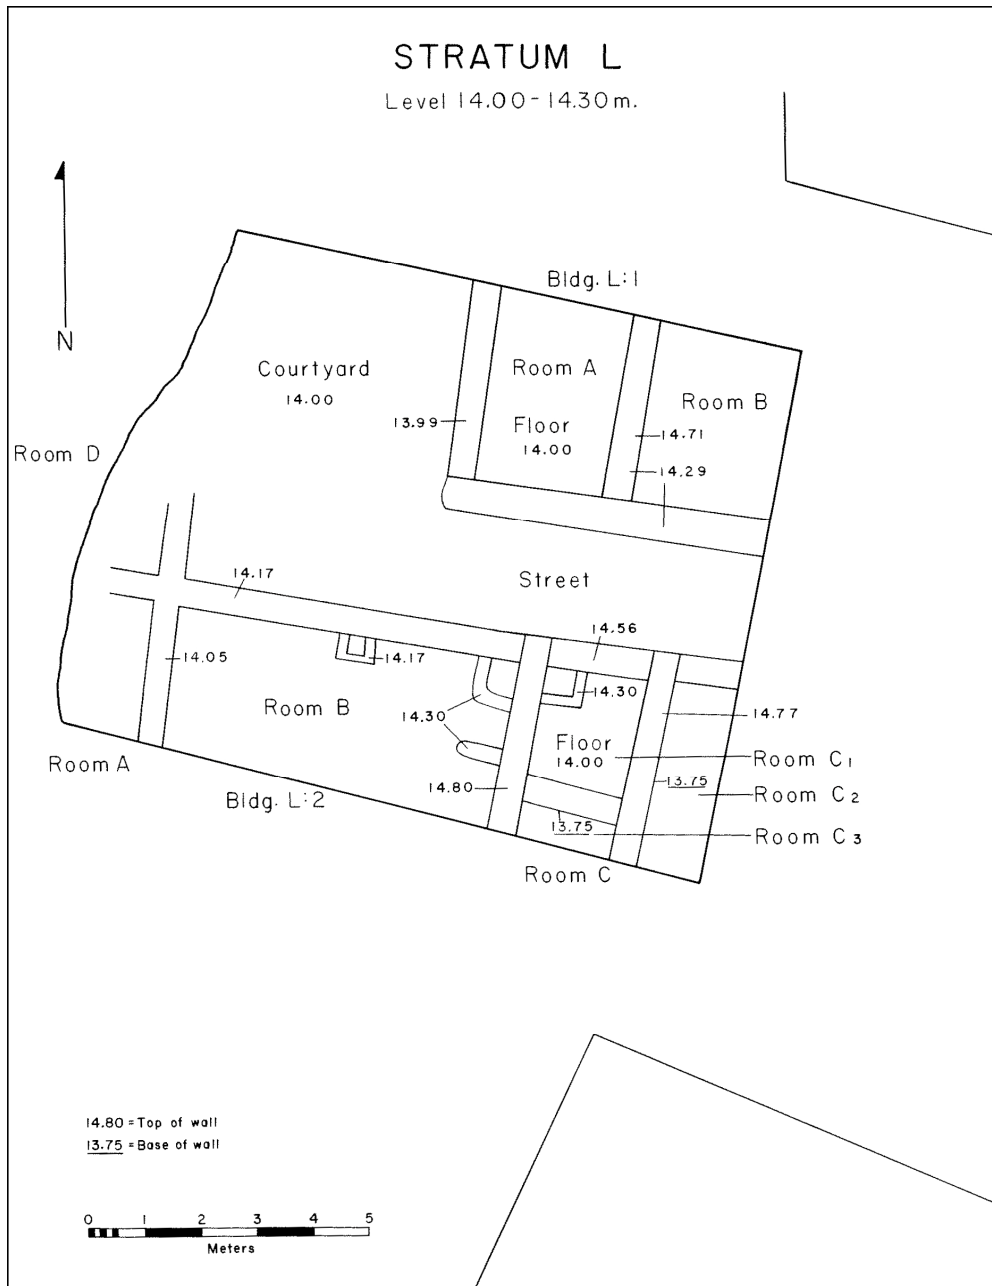 STRATUM L
Level 14.00-14.30m.
N
Bldg. L:1
Courtyard
14.00
Room A
Floor
14.00
13.99
Room B
14.71
14.29
Room D
Street
14.17
14.56
14.05
14.17
14.30
Room B
14.30
14.77
Floor
14.00
Room C1
Room A
14.80
13.75
Room C2
Bldg. L:2
13.75
Room C3
Room C
14.80 = Top of wall
13.75 = Base of wall
0 1 2 3 4 5
Meters